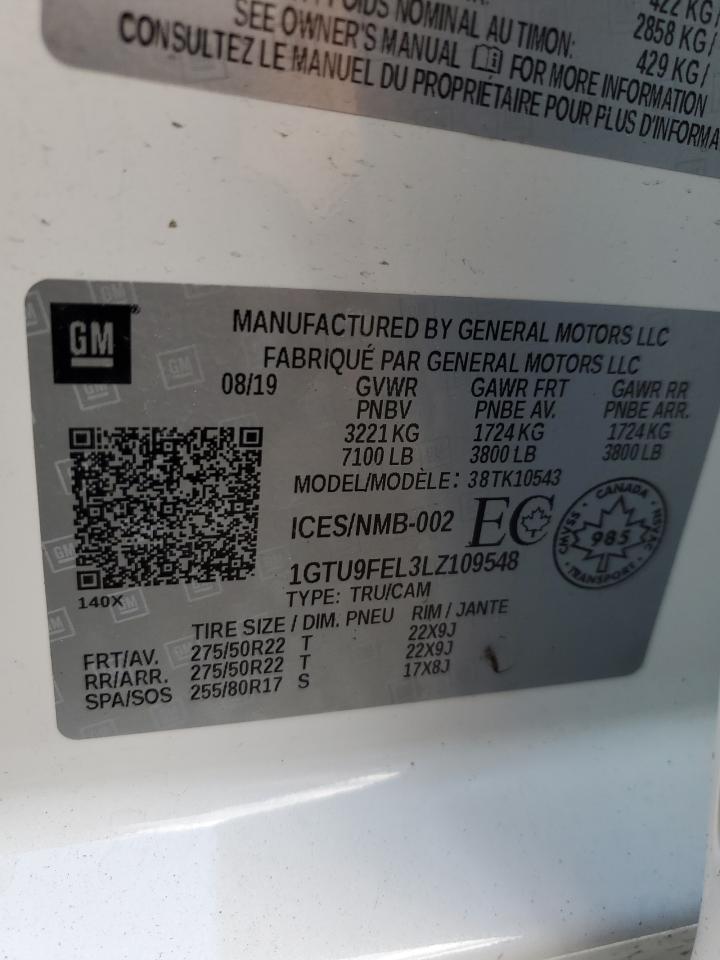 POIDS NOMINAL AU TIMON:
422 KG/
2858 KG/
SEE OWNER'S MANUAL FOR MORE INFORMATION
429 KG/
CONSULTEZ LE MANUEL DU PROPRIÉTAIRE POUR PLUS D'INFORMA
GM
MANUFACTURED BY GENERAL MOTORS LLC
FABRIQUÉ PAR GENERAL MOTORS LLC
08/19 GVWR GAWR FRT GAWR RR
PNBV PNBE AV. PNBE ARR.
3221 KG 1724 KG 1724 KG
7100 LB 3800 LB 3800 LB
MODEL/MODÈLE: 38TK10543
ICES/NMB-002 EC
CANADA
CMVSS 985 NSVAC
TRANSPORT
1GTU9FEL3LZ109548
140X
TYPE: TRU/CAM
TIRE SIZE / DIM. PNEU RIM / JANTE
FRT/AV. 275/50R22 T 22X9J
RR/ARR. 275/50R22 T 22X9J
SPA/SOS 255/80R17 S 17X8J